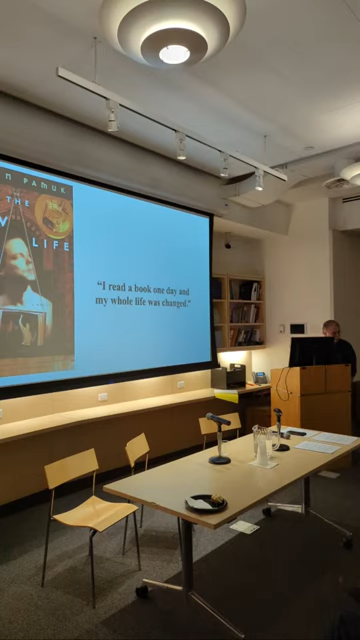 N PAMUK
THE
LIFE
“I read a book one day and
my whole life was changed.”